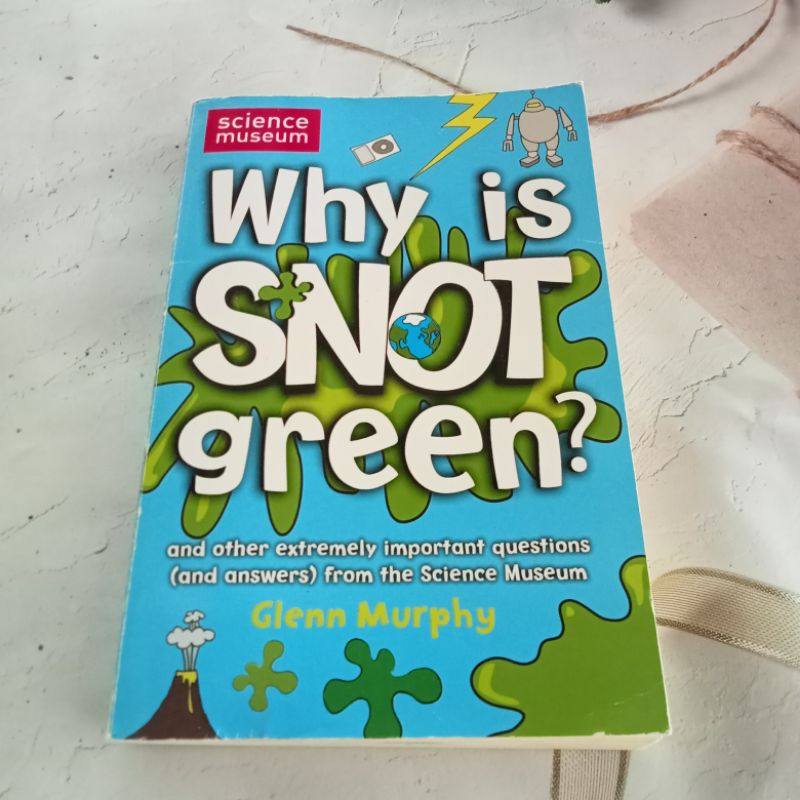 science
museum
Why is
SNOT
green?
and other extremely important questions
(and answers) from the Science Museum
Glenn Murphy